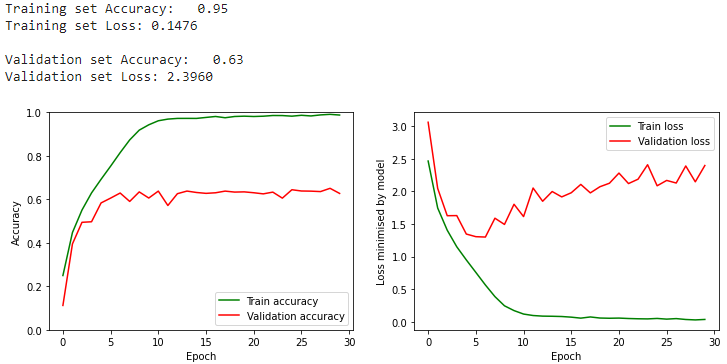 Training set Accuracy:   0.95
Training set Loss: 0.1476
Validation set Accuracy:   0.63
Validation set Loss: 2.3960
1.0
0.8
0.6
0.4
0.2
0.0
Accuracy
0 5 10 15 20 25 30
Epoch
Train accuracy
Validation accuracy
3.0
2.5
2.0
1.5
1.0
0.5
0.0
Loss minimised by model
0 5 10 15 20 25 30
Epoch
Train loss
Validation loss